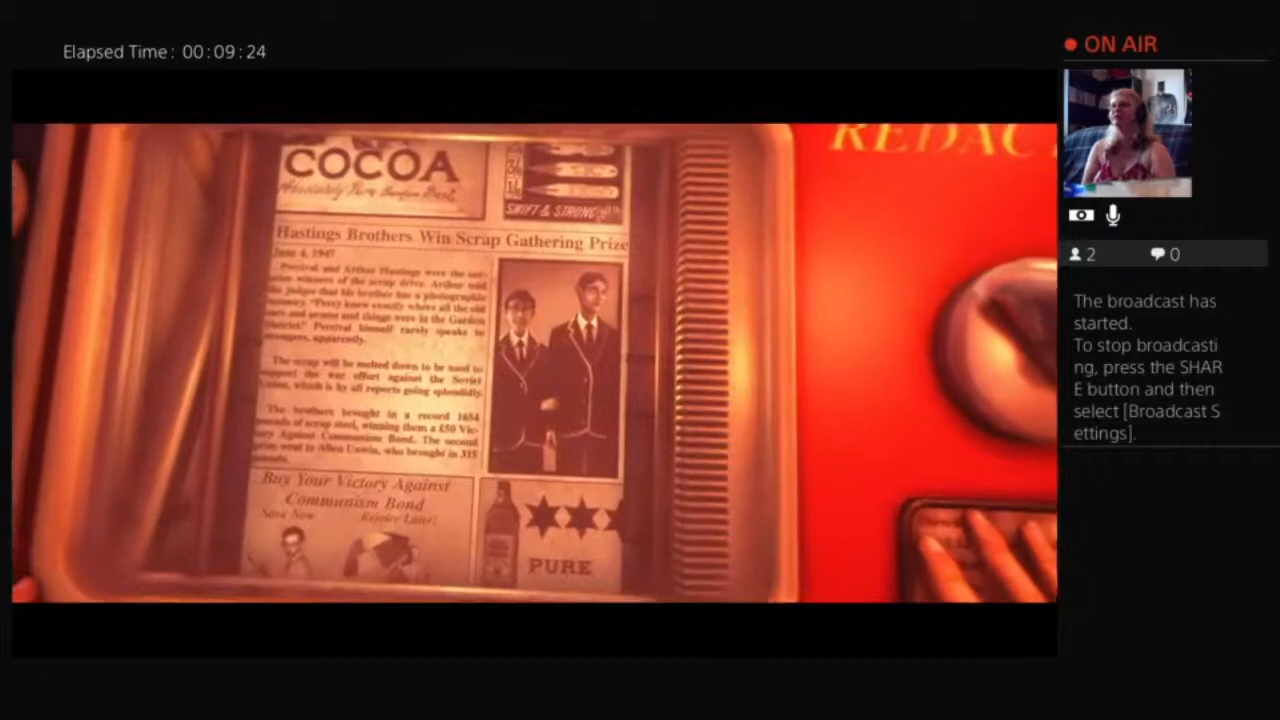 Elapsed Time: 00:09:24
ON AIR
2
0
The broadcast has
started.
To stop broadcasti
ng, press the SHAR
E button and then
select [Broadcast S
ettings].
REDAC
COCOA
Absolutely Pure
SWIFT & STRONG
Hastings Brothers Win Scrap Gathering Prize
June 4, 1947
Percival and Arthur Hastings were the sur-
prise winners of the scrap drive. Arthur said
the judges that his brother has a photographic
memory. "Percy knew exactly where all the old
cars and prams and things were in the Garden
District." Percival himself rarely speaks to
strangers, apparently.
The scrap will be melted down to be used to
support the war effort against the Soviet
Union, which is by all reports going splendidly.
The brothers brought in a record 1654
pounds of scrap steel, winning them a £50 Vic-
tory Against Communism Bond. The second
prize went to Allen Unwin, who brought in 315
pounds.
Buy Your Victory Against
Communism Bond
Save Now Rejoice Later!
PURE